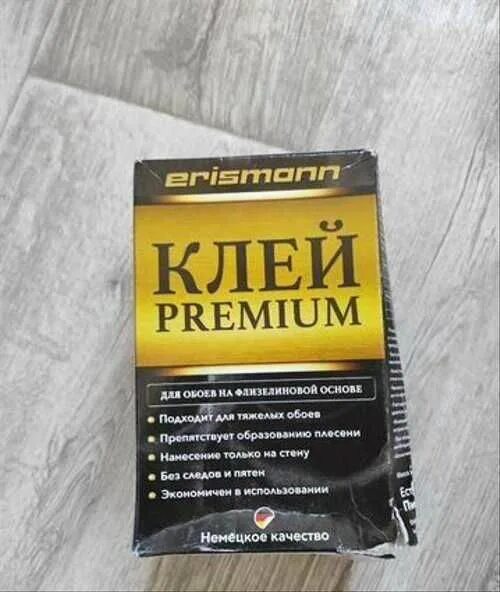 erismann
КЛЕЙ
PREMIUM
ДЛЯ ОБОЕВ НА ФЛИЗЕЛИНОВОЙ ОСНОВЕ
Подходит для тяжелых обоев
Препятствует образованию плесени
Нанесение только на стену
Без следов и пятен
Экономичен в использовании
Немецкое качество